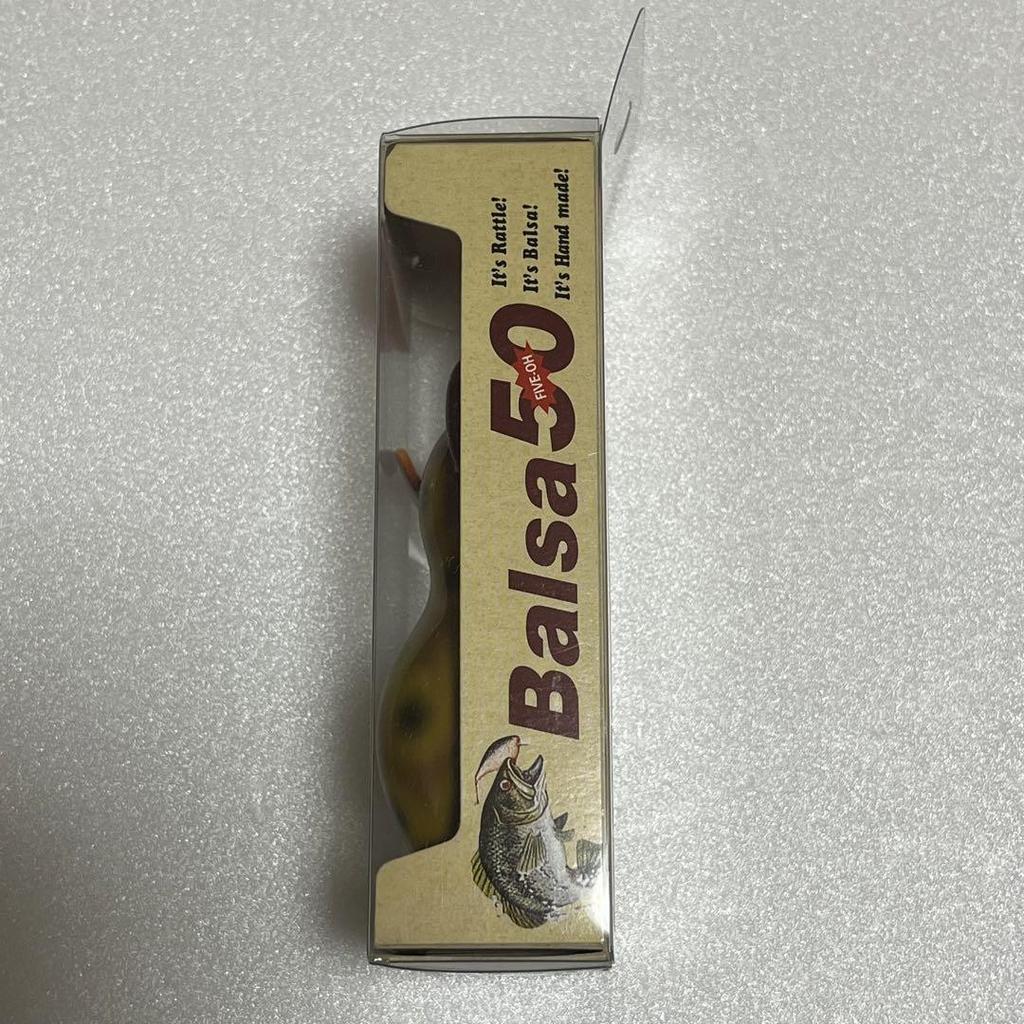 Balsa50
FIVE-OH
It's Rattle!
It's Balsa!
It's Hand made!